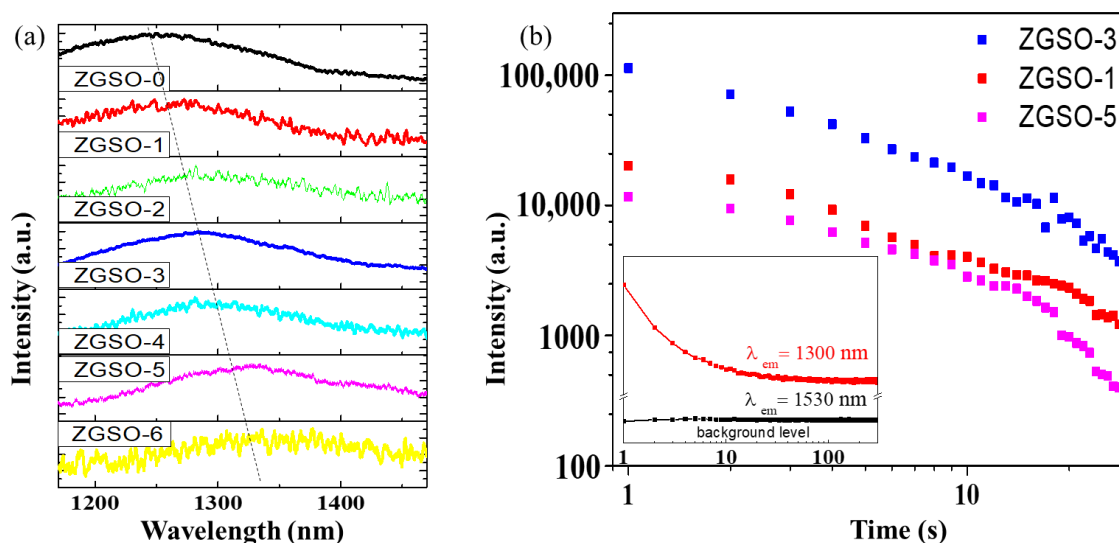 (a)
ZGSO-0
ZGSO-1
ZGSO-2
ZGSO-3
ZGSO-4
ZGSO-5
ZGSO-6
Intensity (a.u.)
1200 1300 1400
Wavelength (nm)
(b)
ZGSO-3
ZGSO-1
ZGSO-5
100,000
10,000
1000
100
Intensity (a.u.)
λ em = 1300 nm
λ em = 1530 nm
background level
1 10 100
1 10
Time (s)